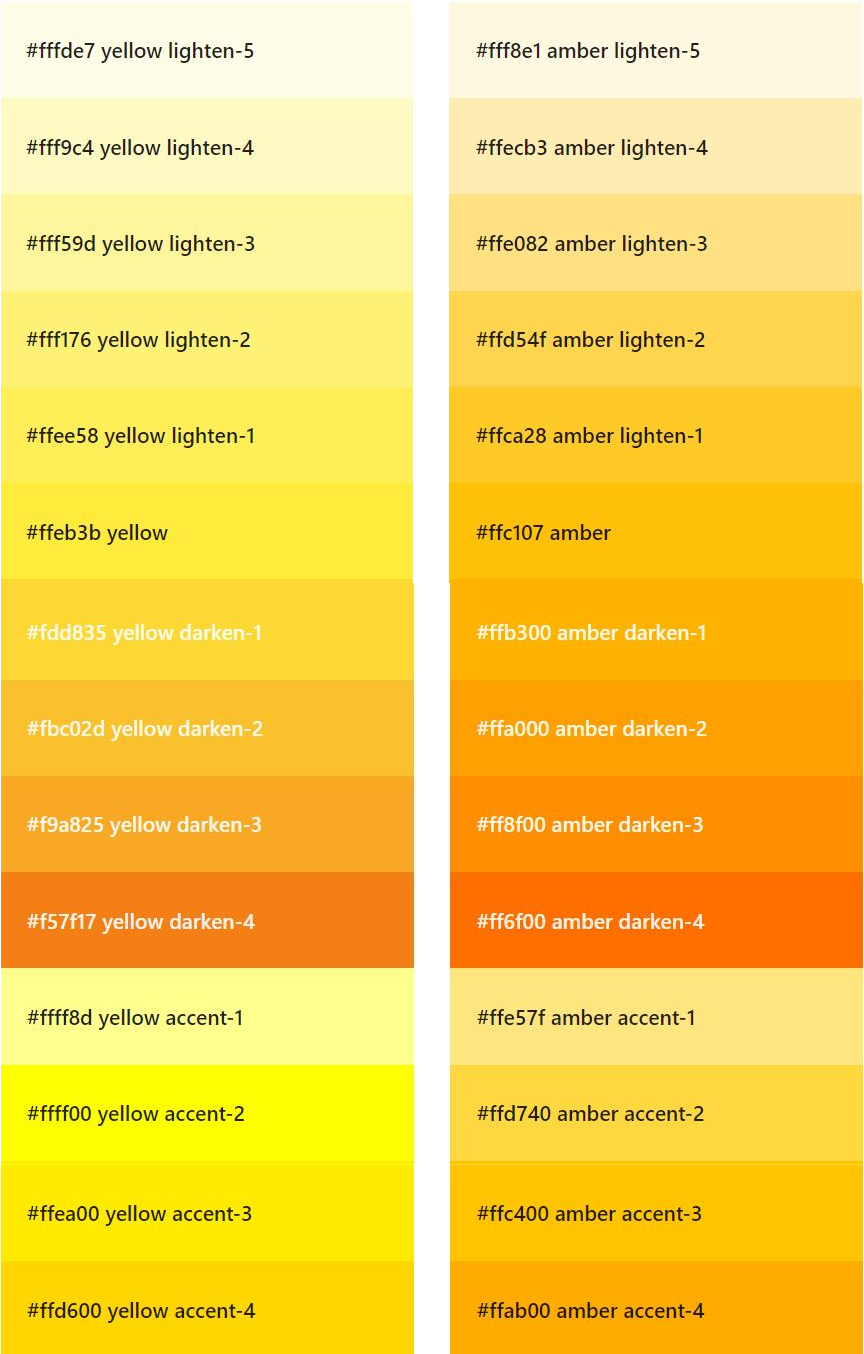 #fffde7 yellow lighten-5
#fff9c4 yellow lighten-4
#fff59d yellow lighten-3
#fff176 yellow lighten-2
#ffee58 yellow lighten-1
#ffeb3b yellow
#fdd835 yellow darken-1
#fbc02d yellow darken-2
#f9a825 yellow darken-3
#f57f17 yellow darken-4
#ffff8d yellow accent-1
#ffff00 yellow accent-2
#ffea00 yellow accent-3
#ffd600 yellow accent-4
#fff8e1 amber lighten-5
#ffecb3 amber lighten-4
#ffe082 amber lighten-3
#ffd54f amber lighten-2
#ffca28 amber lighten-1
#ffc107 amber
#ffb300 amber darken-1
#ffa000 amber darken-2
#ff8f00 amber darken-3
#ff6f00 amber darken-4
#ffe57f amber accent-1
#ffd740 amber accent-2
#ffc400 amber accent-3
#ffab00 amber accent-4